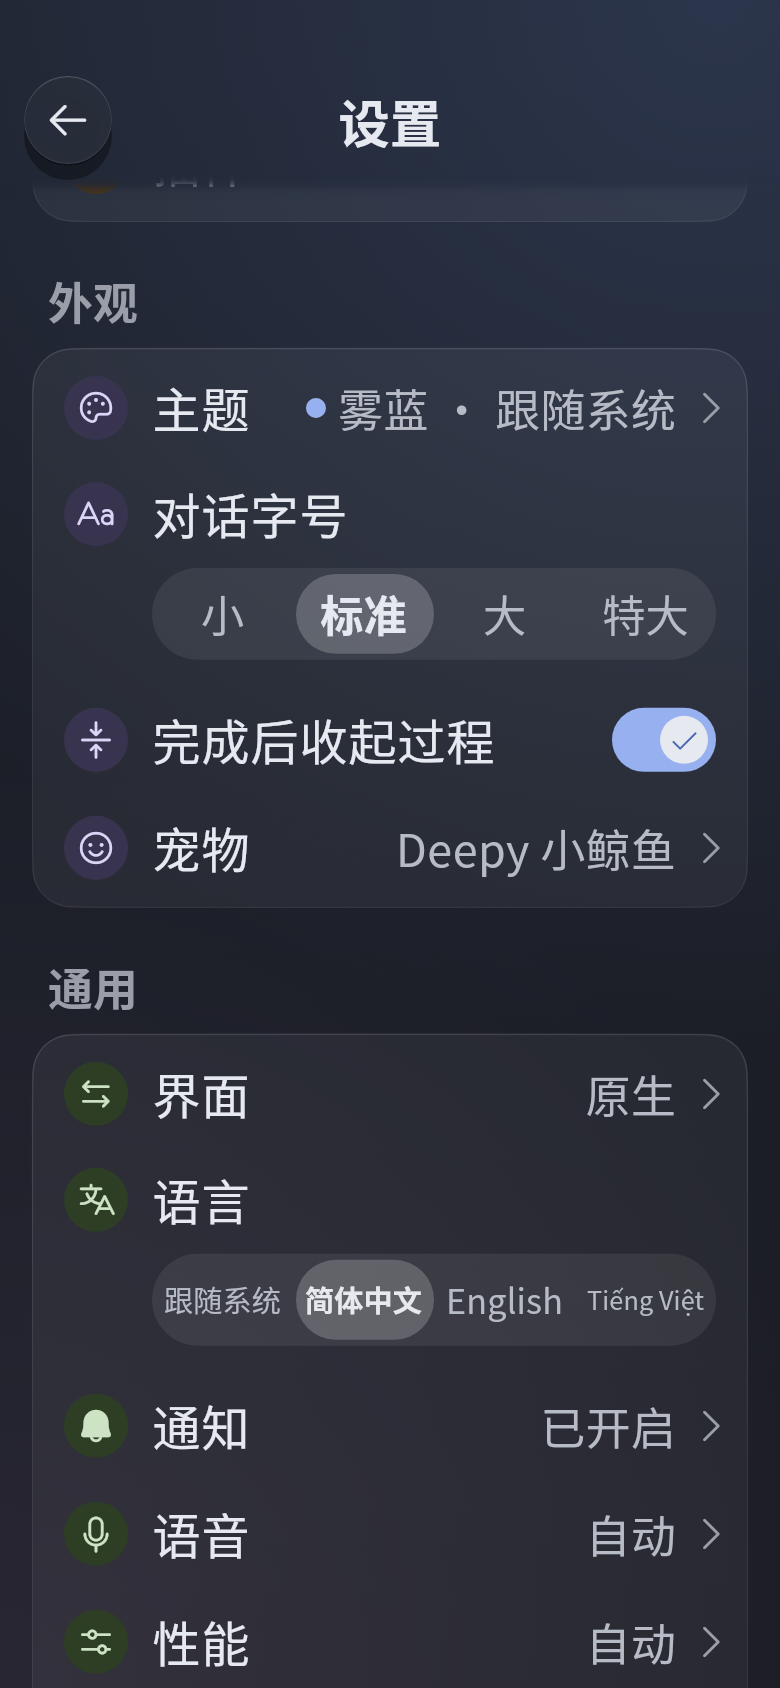 设置
外观
主题 雾蓝 · 跟随系统
Aa 对话字号
小 标准 大 特大
完成后收起过程
宠物 Deepy 小鲸鱼
通用
界面 原生
文A 语言
跟随系统 简体中文 English Tiếng Việt
通知 已开启
语音 自动
性能 自动